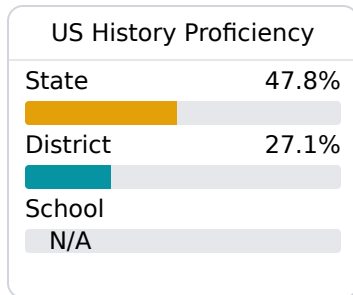 US History Proficiency
State 47.8%
District 27.1%
School
N/A